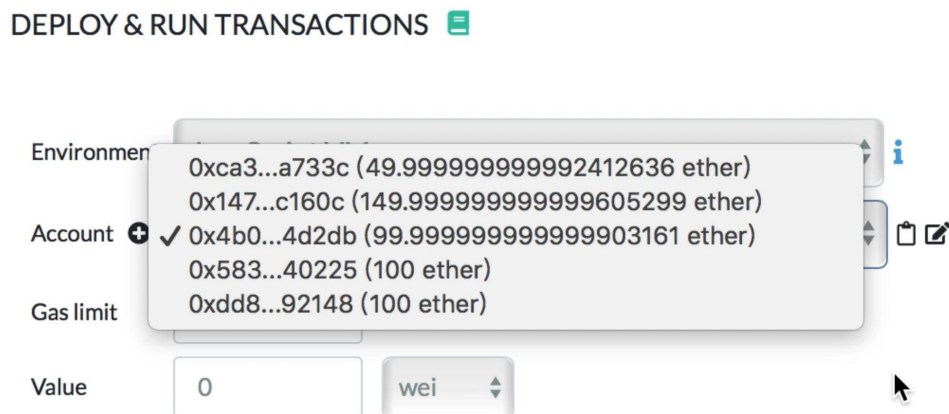 DEPLOY & RUN TRANSACTIONS
Environmen
0xca3...a733c (49.999999999992412636 ether)
0x147...c160c (149.999999999999605299 ether)
Account
0x4b0...4d2db (99.999999999999903161 ether)
0x583...40225 (100 ether)
0xdd8...92148 (100 ether)
Gas limit
Value 0 wei